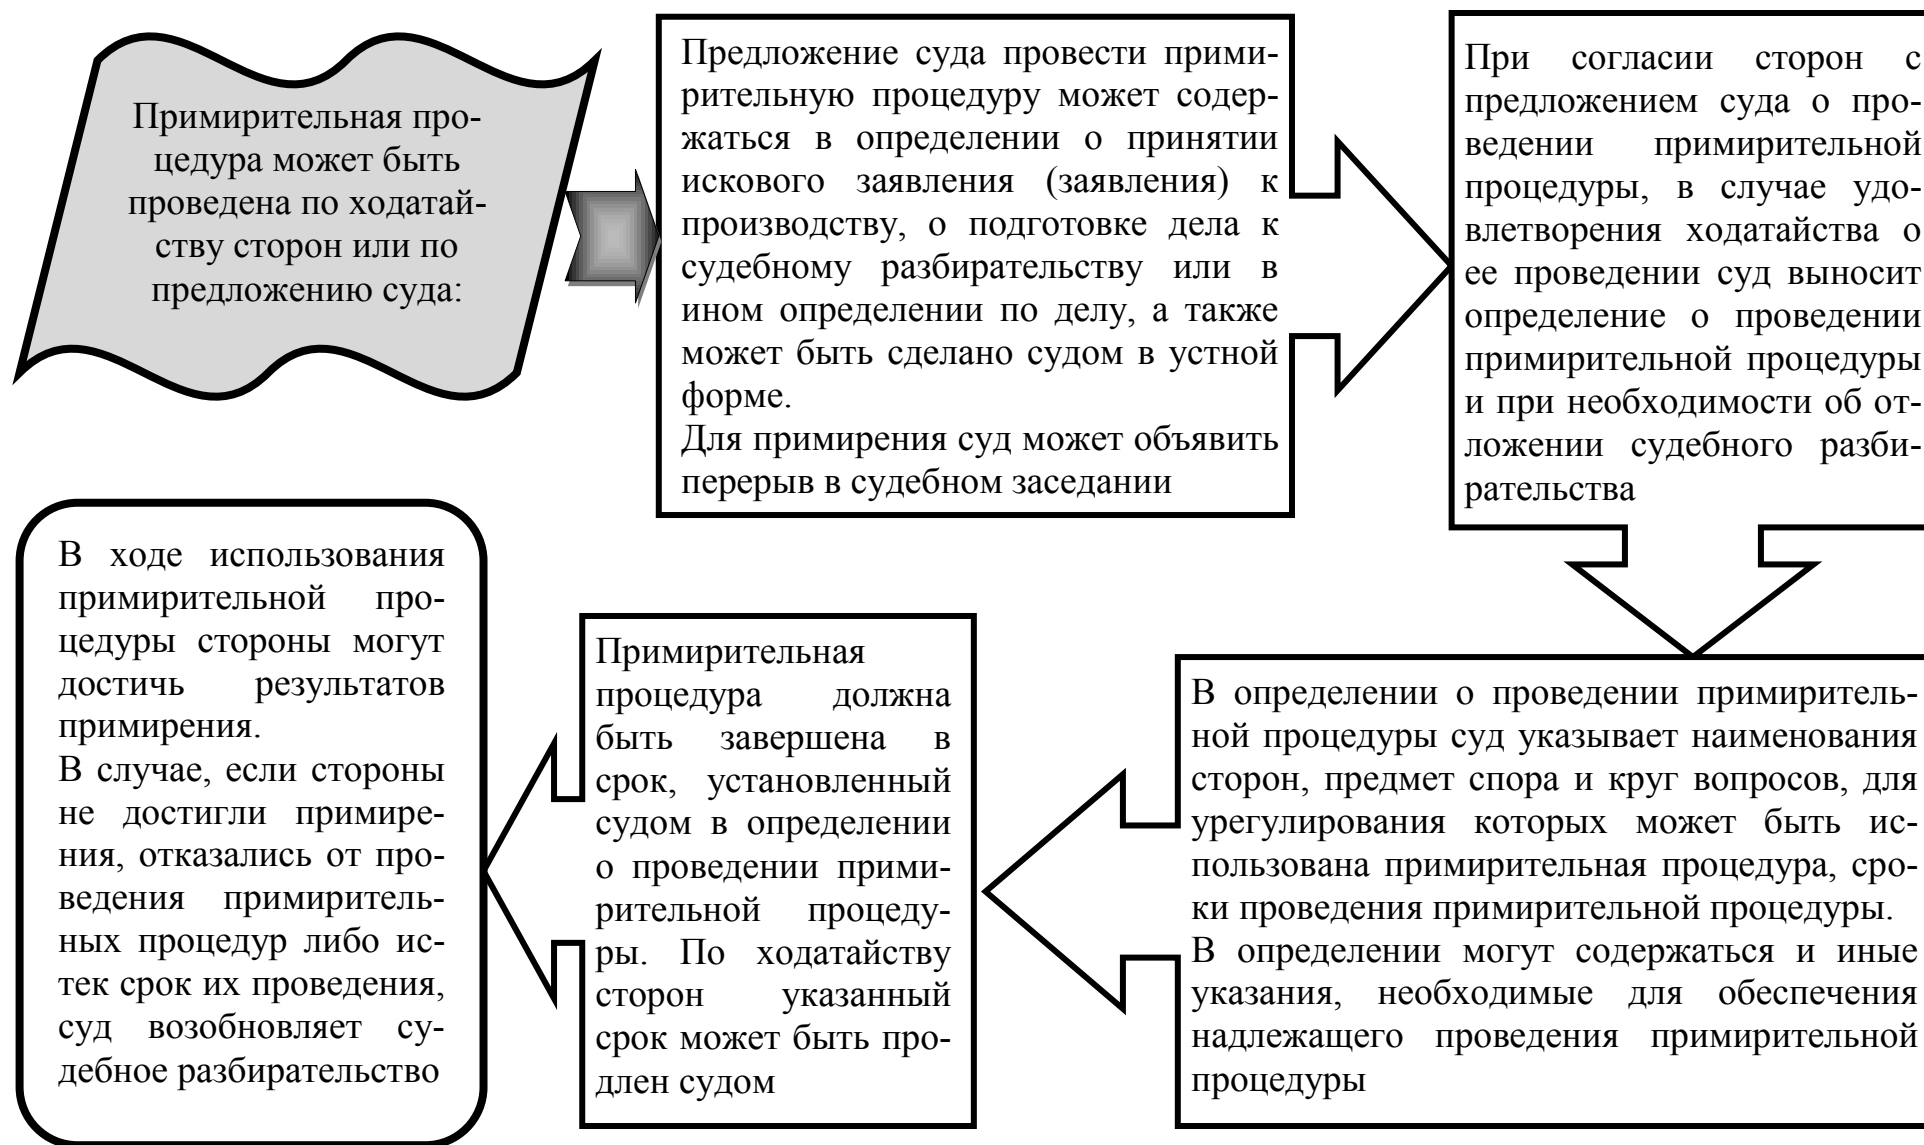 Примирительная про-
цедура может быть
проведена по ходатай-
ству сторон или по
предложению суда:
Предложение суда провести прими-
рительную процедуру может содер-
жаться в определении о принятии
искового заявления (заявления) к
производству, о подготовке дела к
судебному разбирательству или в
ином определении по делу, а также
может быть сделано судом в устной
форме.
Для примирения суд может объявить
перерыв в судебном заседании
При согласии сторон с
предложением суда о про-
ведении примирительной
процедуры, в случае удо-
влетворения ходатайства о
ее проведении суд выносит
определение о проведении
примирительной процедуры
и при необходимости об от-
ложении судебного разби-
рательства
В определении о проведении примиритель-
ной процедуры суд указывает наименования
сторон, предмет спора и круг вопросов, для
урегулирования которых может быть ис-
пользована примирительная процедура, сро-
ки проведения примирительной процедуры.
В определении могут содержаться и иные
указания, необходимые для обеспечения
надлежащего проведения примирительной
процедуры
Примирительная
процедура должна
быть завершена в
срок, установленный
судом в определении
о проведении прими-
рительной процеду-
ры. По ходатайству
сторон указанный
срок может быть про-
длен судом
В ходе использования
примирительной про-
цедуры стороны могут
достичь результатов
примирения.
В случае, если стороны
не достигли примире-
ния, отказались от про-
ведения примиритель-
ных процедур либо ис-
тек срок их проведения,
суд возобновляет су-
дебное разбирательство